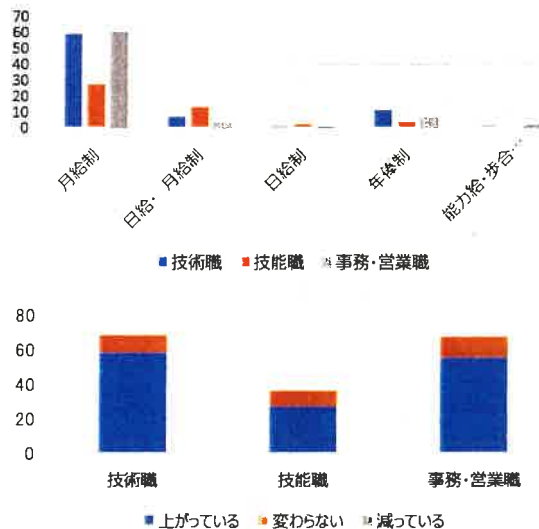 70
60
50
40
30
20
10
0
月給制
日給・月給制
日給制
年俸制
能力給・歩合…
技術職 技能職 事務・営業職
80
60
40
20
0
技術職 技能職 事務・営業職
上がっている 変わらない 減っている